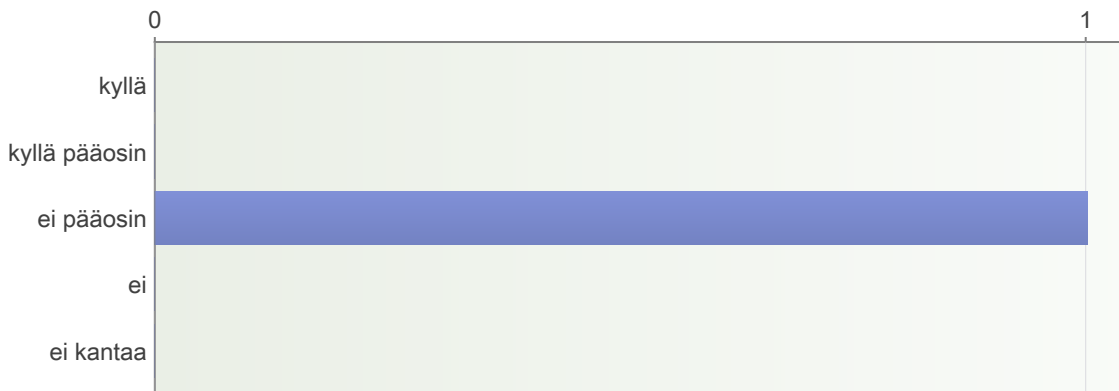 0 1
kyllä
kyllä pääosin
ei pääosin
ei
ei kantaa